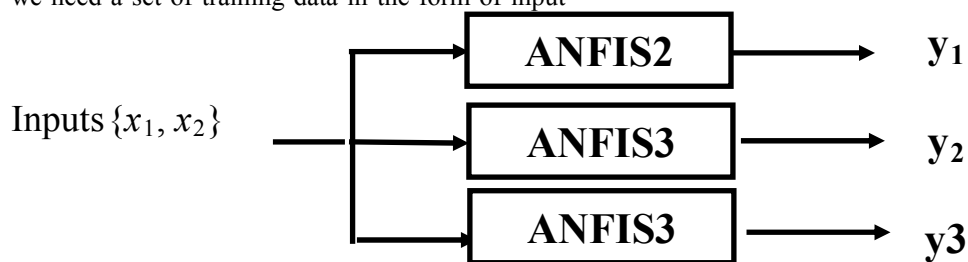 we need a set of training data in the form of input
ANFIS2 y₁
Inputs {x₁, x₂}
ANFIS3 y₂
ANFIS3 y3